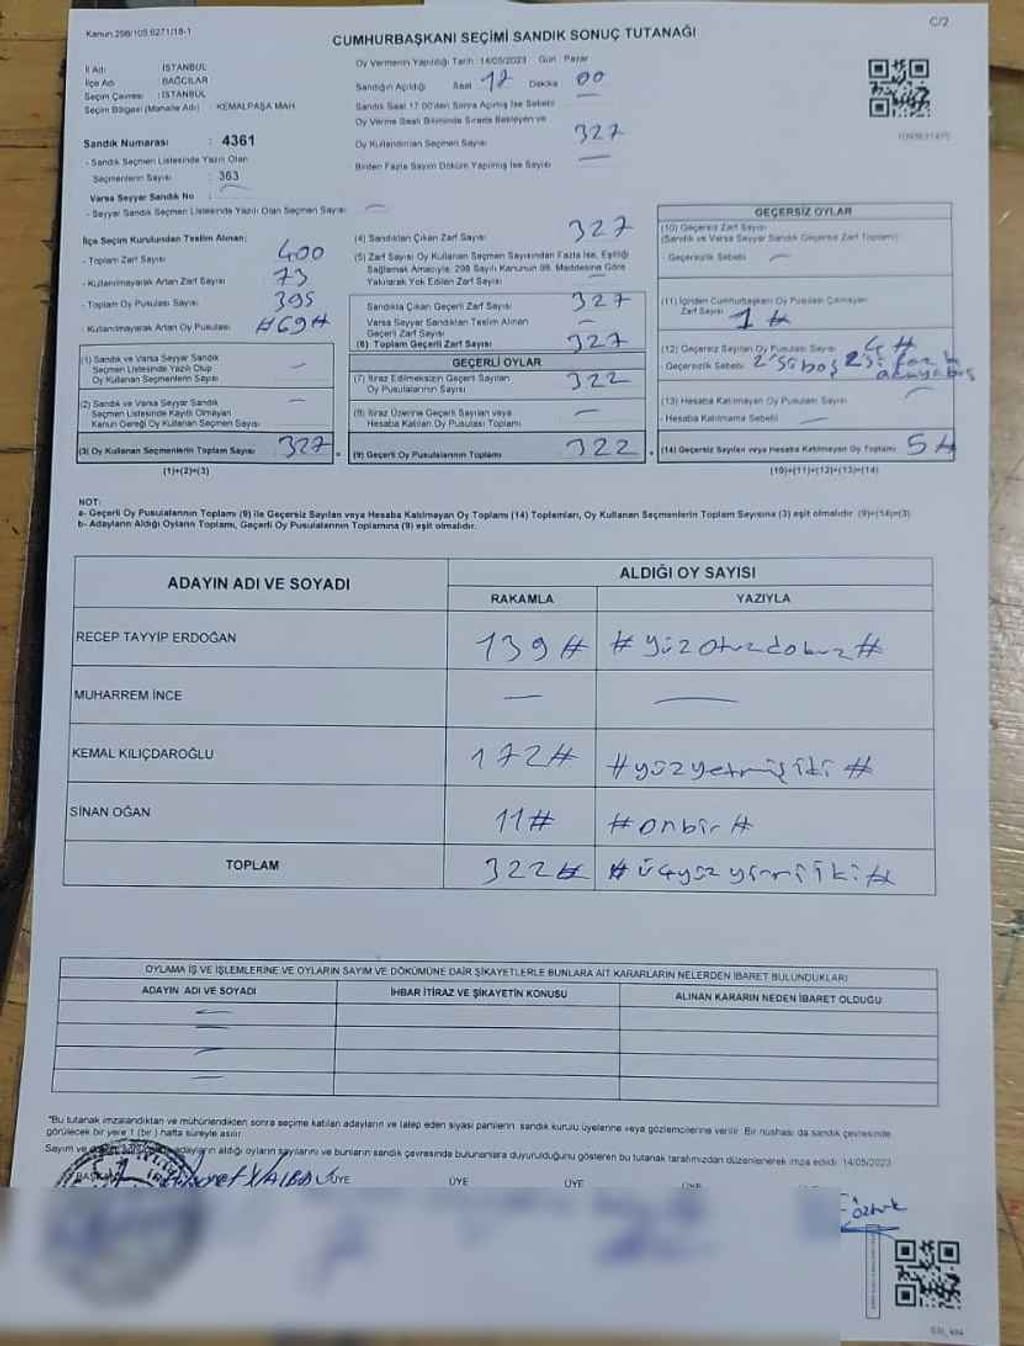 Kanun:298/105.6271/18-1
C/2
CUMHURBAŞKANI SEÇİMİ SANDIK SONUÇ TUTANAĞI
İl Adı : İSTANBUL
İlçe Adı : BAĞCILAR
Seçim Çevresi : İSTANBUL
Seçim Bölgesi (Mahalle Adı) : KEMALPAŞA MAH.
Sandık Numarası : 4361
- Sandık Seçmen Listesinde Yazılı Olan
Seçmenlerin Sayısı : 363
Varsa Seyyar Sandık No
- Seyyar Sandık Seçmen Listesinde Yazılı Olan Seçmen Sayısı —
Oy Vermenin Yapıldığı Tarih : 14/05/2023 Gün : Pazar
Sandığın Açıldığı Saat 17 Dakika 00
Sandık Saat 17.00'den Sonra Açılmış İse Sebebi —
Oy Verme Saati Bitiminde Sırada Bekleyen ve
Oy Kullandırılan Seçmen Sayısı 327
Birden Fazla Sayım Döküm Yapılmış İse Sayısı —
İlçe Seçim Kurulundan Teslim Alınan;
- Toplam Zarf Sayısı 400
- Kullanılmayarak Artan Zarf Sayısı 73
- Toplam Oy Pusulası Sayısı 395
- Kullanılmayarak Artan Oy Pusulası #69#
(1) Sandık ve Varsa Seyyar Sandık
Seçmen Listesinde Yazılı Olup
Oy Kullanan Seçmenlerin Sayısı —
(2) Sandık ve Varsa Seyyar Sandık
Seçmen Listesinde Kayıtlı Olmayan
Kanun Gereği Oy Kullanan Seçmen Sayısı —
(3) Oy Kullanan Seçmenlerin Toplam Sayısı 327
(1)+(2)=(3)
(4) Sandıktan Çıkan Zarf Sayısı 327
(5) Zarf Sayısı Oy Kullanan Seçmen Sayısından Fazla İse, Eşitliği
Sağlamak Amacıyla, 298 Sayılı Kanunun 98. Maddesine Göre
Yakılarak Yok Edilen Zarf Sayısı —
Sandıkta Çıkan Geçerli Zarf Sayısı 327
Varsa Seyyar Sandıktan Teslim Alınan
Geçerli Zarf Sayısı —
(6) Toplam Geçerli Zarf Sayısı 327
GEÇERLİ OYLAR
(7) İtiraz Edilmeksizin Geçerli Sayılan
Oy Pusulalarının Sayısı 322
(8) İtiraz Üzerine Geçerli Sayılan veya
Hesaba Katılan Oy Pusulası Toplamı —
(9) Geçerli Oy Pusulalarının Toplamı 322
GEÇERSİZ OYLAR
(10) Geçersiz Zarf Sayısı
(Sandık ve Varsa Seyyar Sandık Geçersiz Zarf Toplamı)
- Geçersizlik Sebebi —
(11) İçinden Cumhurbaşkanı Oy Pusulası Çıkmayan
Zarf Sayısı 1 #
(12) Geçersiz Sayılan Oy Pusulası Sayısı 4 #
- Geçersizlik Sebebi 2'si boş 2'si
(13) Hesaba Katılmayan Oy Pusulası Sayısı —
- Hesaba Katılmama Sebebi —
(14) Geçersiz Sayılan veya Hesaba Katılmayan Oy Toplamı 5 #
(10)+(11)+(12)+(13)=(14)
NOT:
a- Geçerli Oy Pusulalarının Toplamı (9) ile Geçersiz Sayılan veya Hesaba Katılmayan Oy Toplamı (14) Toplamları, Oy Kullanan Seçmenlerin Toplam Sayısına (3) eşit olmalıdır. (9)+(14)=(3)
b- Adayların Aldığı Oyların Toplamı, Geçerli Oy Pusulalarının Toplamına (9) eşit olmalıdır.
ADAYIN ADI VE SOYADI
ALDIĞI OY SAYISI
RAKAMLA YAZIYLA
RECEP TAYYİP ERDOĞAN 139# #yüzotuzdokuz#
MUHARREM İNCE — —
KEMAL KILIÇDAROĞLU 172# #yüzyetmişiki#
SİNAN OĞAN 11# #onbir#
TOPLAM 322# #üçyüzyirmiiki#
OYLAMA İŞ VE İŞLEMLERİNE VE OYLARIN SAYIM VE DÖKÜMÜNE DAİR ŞİKAYETLERLE BUNLARA AİT KARARLARIN NELERDEN İBARET BULUNDUKLARI
ADAYIN ADI VE SOYADI İHBAR İTİRAZ VE ŞİKAYETİN KONUSU ALINAN KARARIN NEDEN İBARET OLDUĞU
—
—
—
—
"Bu tutanak imzalandıktan ve mühürlendikten sonra seçime katılan adayların ve talep eden siyasi partilerin sandık kurulu üyelerine veya gözlemcilerine verilir. Bir nüshası da sandık çevresinde
görülecek bir yere 1 (bir) hafta süreyle asılır.
Sayım ve adayların aldığı oyların sayılarını ve bunların sandık çevresinde bulunanlara duyurulduğunu gösteren bu tutanak tarafımızdan düzenlenerek imza edildi. 14/05/2023
BAŞKAN ÜYE ÜYE ÜYE
Öztürk